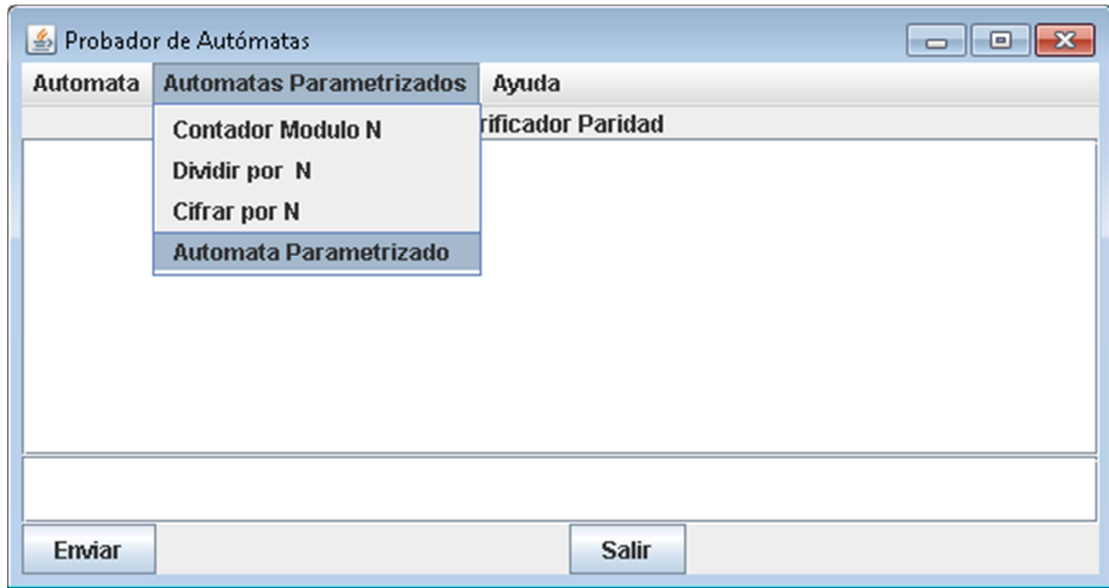 Probador de Autómatas
Automata Automatas Parametrizados Ayuda
rificador Paridad
Contador Modulo N
Dividir por N
Cifrar por N
Automata Parametrizado
Enviar Salir